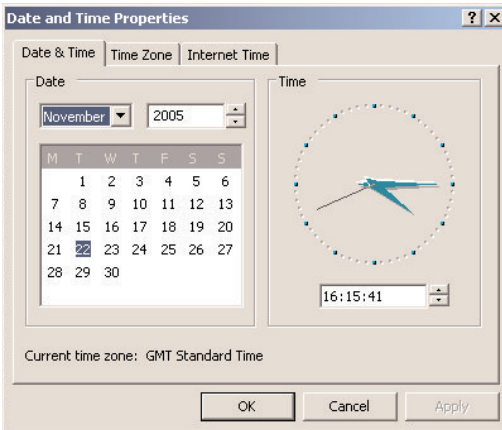 Date and Time Properties
Date & Time
Time Zone
Internet Time
Date
November
2005
M T W T F S S
1 2 3 4 5 6
7 8 9 10 11 12 13
14 15 16 17 18 19 20
21 22 23 24 25 26 27
28 29 30
Time
16:15:41
Current time zone: GMT Standard Time
OK
Cancel
Apply